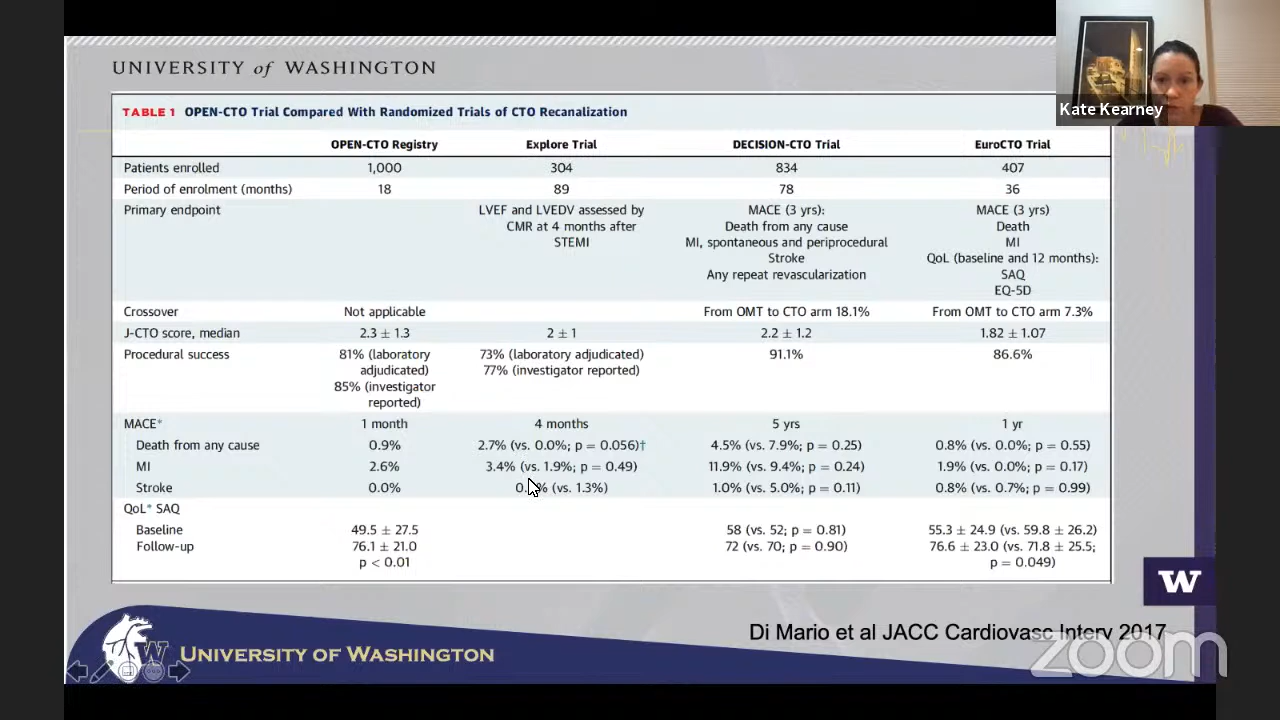 UNIVERSITY of WASHINGTON
Kate Kearney
TABLE 1 OPEN-CTO Trial Compared With Randomized Trials of CTO Recanalization
OPEN-CTO Registry Explore Trial DECISION-CTO Trial EuroCTO Trial
Patients enrolled 1,000 304 834 407
Period of enrolment (months) 18 89 78 36
Primary endpoint LVEF and LVEDV assessed by MACE (3 yrs): MACE (3 yrs)
CMR at 4 months after Death from any cause Death
STEMI MI, spontaneous and periprocedural MI
Stroke QoL (baseline and 12 months):
Any repeat revascularization SAQ
EQ-5D
Crossover Not applicable From OMT to CTO arm 18.1% From OMT to CTO arm 7.3%
J-CTO score, median 2.3 ± 1.3 2 ± 1 2.2 ± 1.2 1.82 ± 1.07
Procedural success 81% (laboratory 73% (laboratory adjudicated) 91.1% 86.6%
adjudicated) 77% (investigator reported)
85% (investigator
reported)
MACE* 1 month 4 months 5 yrs 1 yr
Death from any cause 0.9% 2.7% (vs. 0.0%; p = 0.056)† 4.5% (vs. 7.9%; p = 0.25) 0.8% (vs. 0.0%; p = 0.55)
MI 2.6% 3.4% (vs. 1.9%; p = 0.49) 11.9% (vs. 9.4%; p = 0.24) 1.9% (vs. 0.0%; p = 0.17)
Stroke 0.0% (vs. 1.3%) 1.0% (vs. 5.0%; p = 0.11) 0.8% (vs. 0.7%; p = 0.99)
QoL* SAQ
Baseline 49.5 ± 27.5 58 (vs. 52; p = 0.81) 55.3 ± 24.9 (vs. 59.8 ± 26.2)
Follow-up 76.1 ± 21.0 72 (vs. 70; p = 0.90) 76.6 ± 23.0 (vs. 71.8 ± 25.5;
p < 0.01 p = 0.049)
W
Di Mario et al JACC Cardiovasc Interv 2017
W UNIVERSITY OF WASHINGTON
zoom